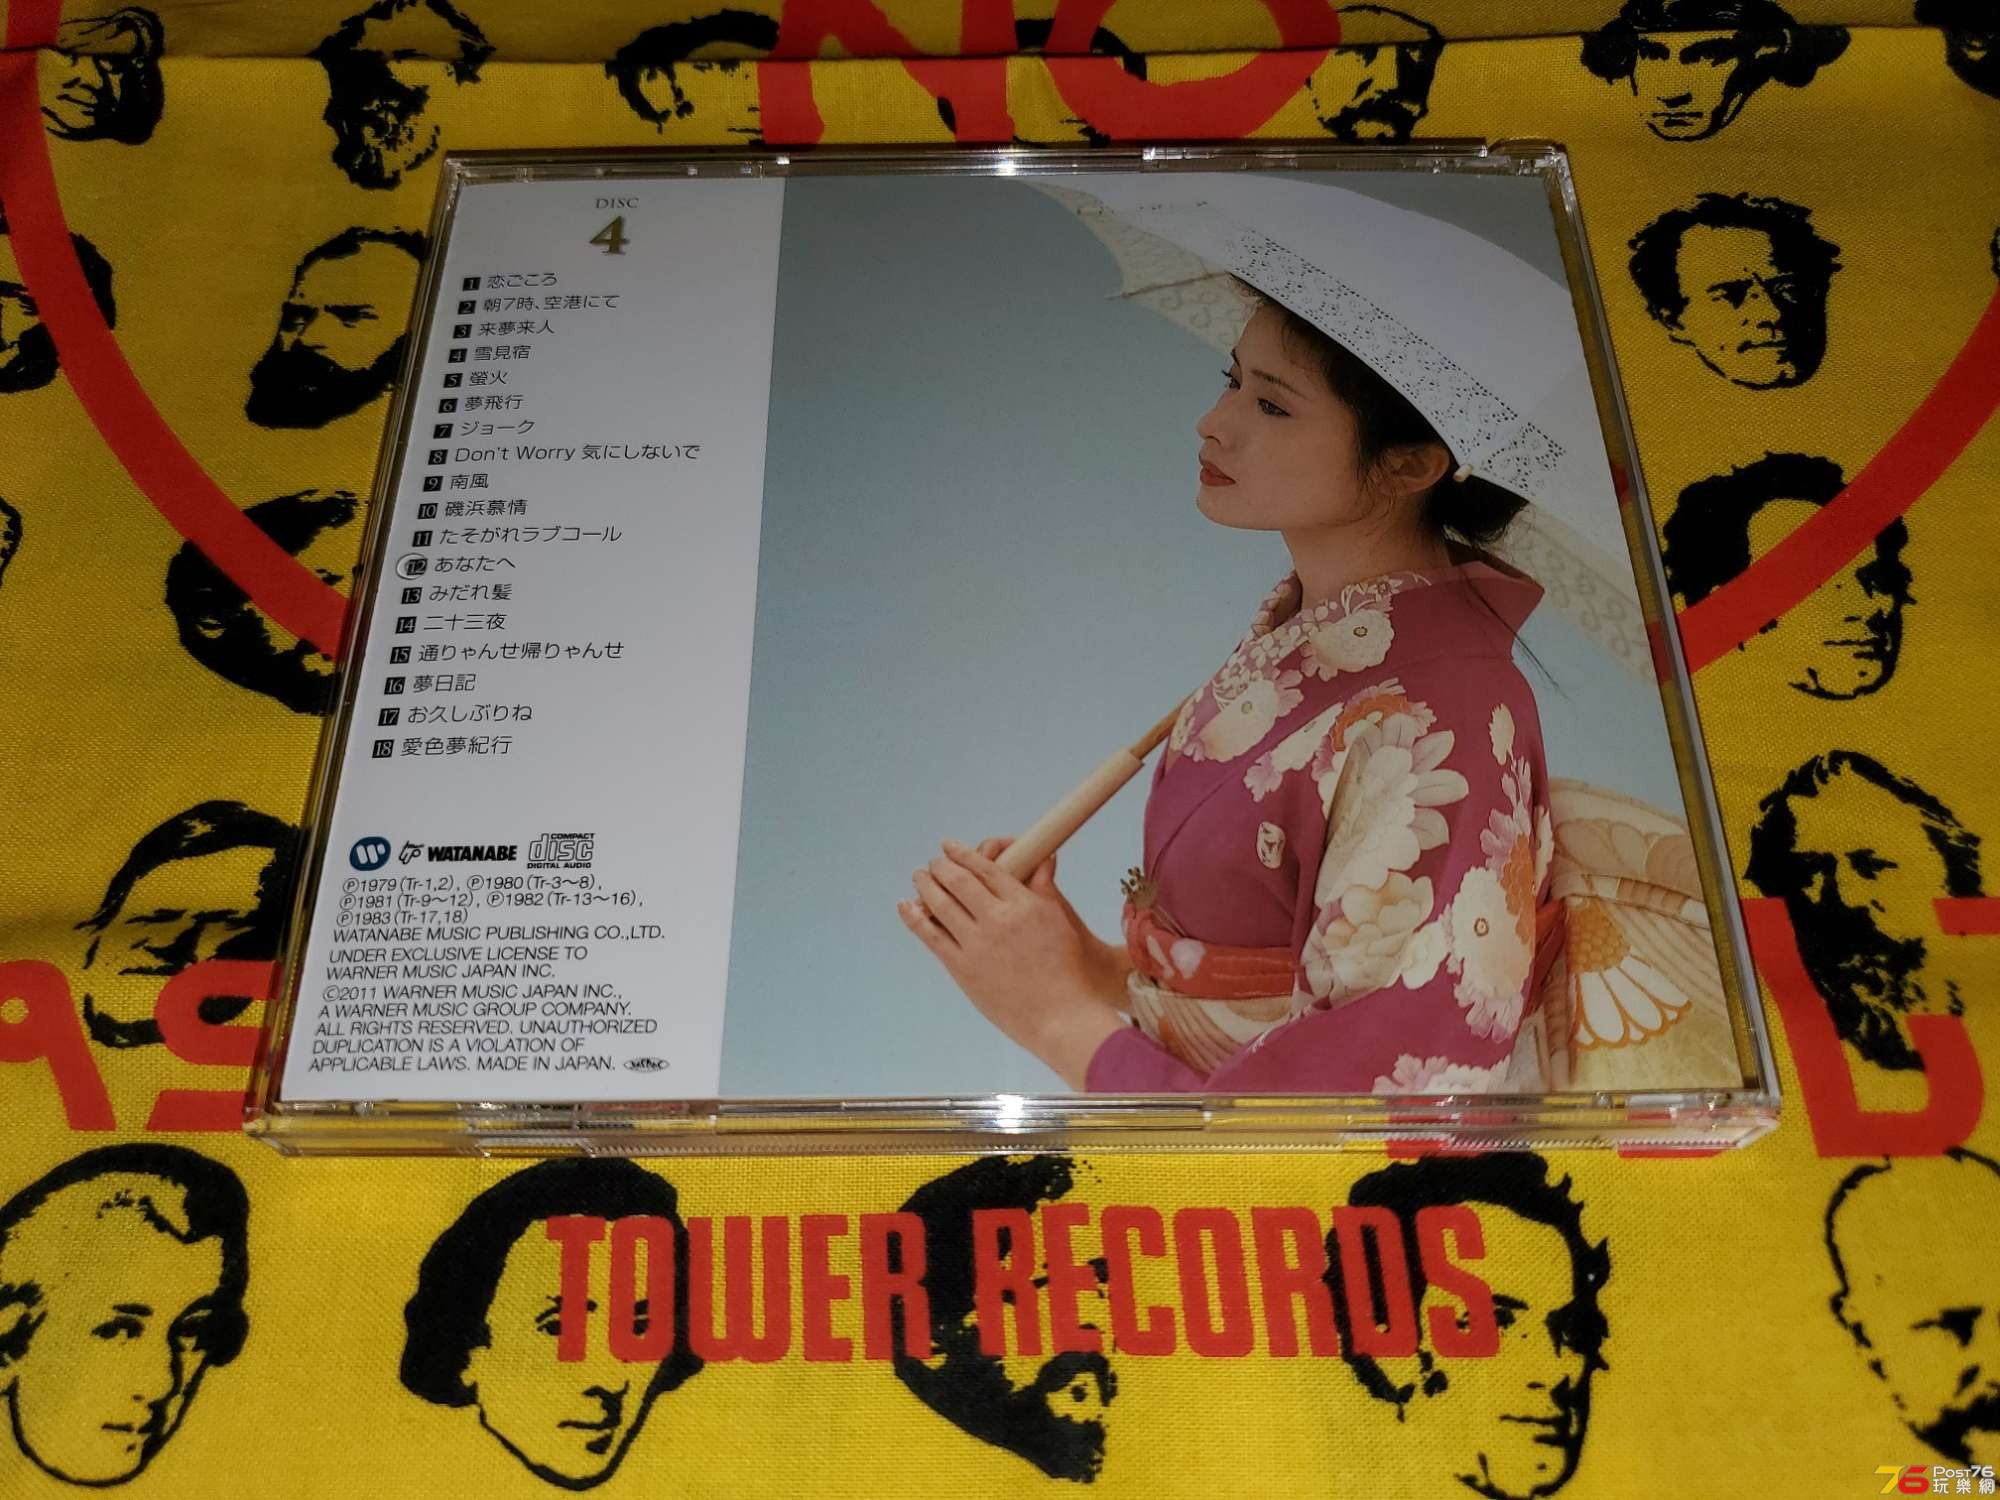 NO
DISC
4
1 恋ごころ
2 朝7時、空港にて
3 来夢来人
4 雪見宿
5 螢火
6 夢飛行
7 ジョーク
8 Don't Worry 気にしないで
9 南風
10 磯浜慕情
11 たそがれラブコール
12 あなたへ
13 みだれ髪
14 二十三夜
15 通りゃんせ帰りゃんせ
16 夢日記
17 お久しぶりね
18 愛色夢紀行
WATANABE COMPACT disc DIGITAL AUDIO
Ⓟ1979(Tr-1,2), Ⓟ1980(Tr-3〜8),
Ⓟ1981(Tr-9〜12), Ⓟ1982(Tr-13〜16),
Ⓟ1983(Tr-17,18)
WATANABE MUSIC PUBLISHING CO.,LTD.
UNDER EXCLUSIVE LICENSE TO
WARNER MUSIC JAPAN INC.
©2011 WARNER MUSIC JAPAN INC.,
A WARNER MUSIC GROUP COMPANY.
ALL RIGHTS RESERVED. UNAUTHORIZED
DUPLICATION IS A VIOLATION OF
APPLICABLE LAWS. MADE IN JAPAN.
TOWER RECORDS
76 POST76
玩樂網